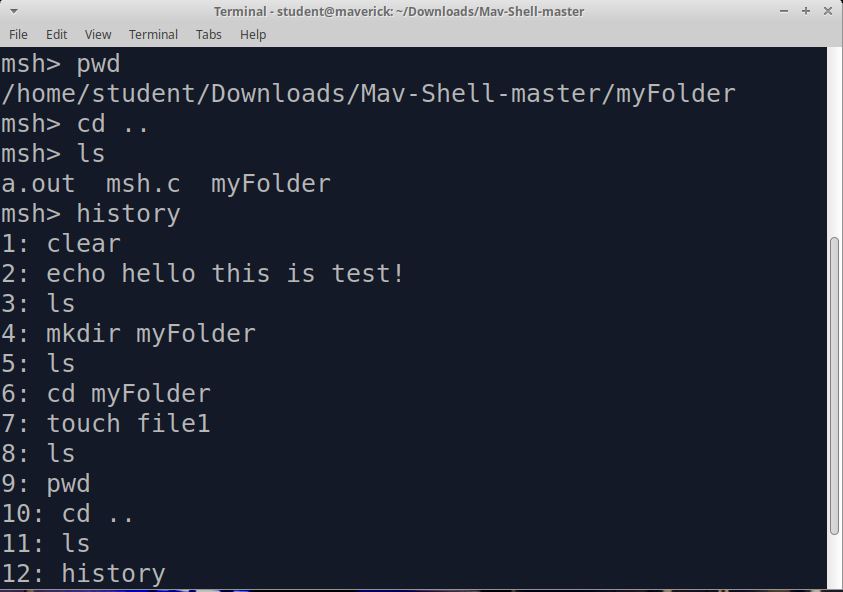 Terminal - student@maverick: ~/Downloads/Mav-Shell-master
File Edit View Terminal Tabs Help
msh> pwd
/home/student/Downloads/Mav-Shell-master/myFolder
msh> cd ..
msh> ls
a.out  msh.c  myFolder
msh> history
1: clear
2: echo hello this is test!
3: ls
4: mkdir myFolder
5: ls
6: cd myFolder
7: touch file1
8: ls
9: pwd
10: cd ..
11: ls
12: history